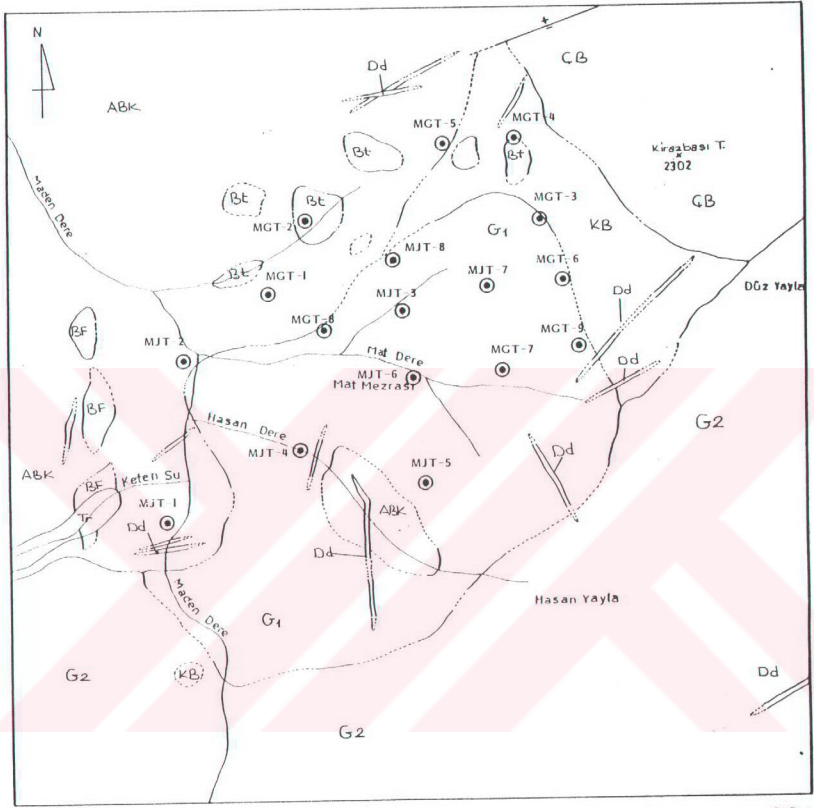 N
Dd
ÇB
ABK
MGT-5
MGT-4
Bt
Bt
Kirazbası T.
2302
Maden Dere
Bt
Bt
MGT-3
ÇB
MGT-2
G1
KB
MJT-8
Bt
MGT-1
MJT-7
MGT-6
Düz Yayla
Dd
MJT-3
BF
MGT-8
MGT-9
MJT-2
Mat Dere
MGT-7
Dd
MJT-6
Mat Mezrası
BF
Hasan Dere
G2
MJT-4
Dd
ABK
BF
Keten Su
MJT-5
MJT-1
Tr
ABK
Dd
Dd
Maden Dere
Hasan Yayla
G1
G2
KB
Dd
G2